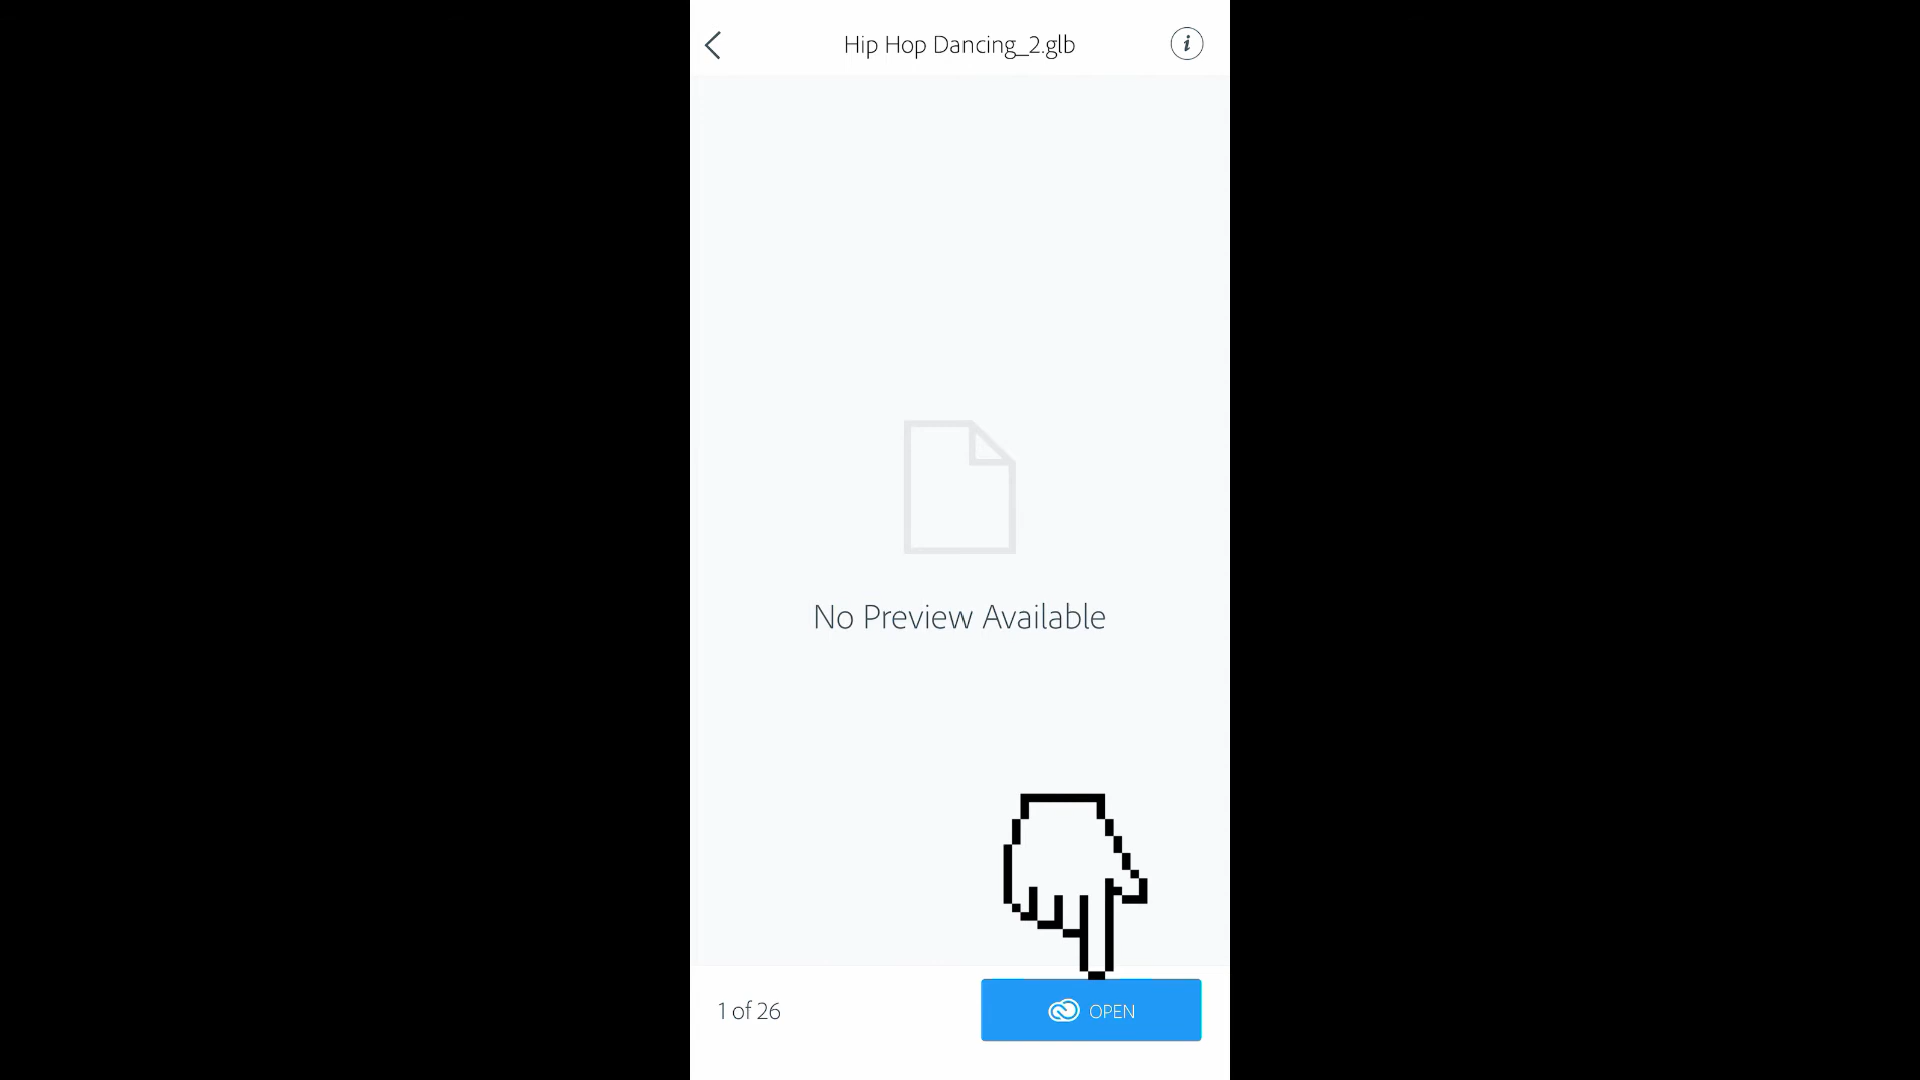 Hip Hop Dancing_2.glb
i
No Preview Available
1 of 26
OPEN